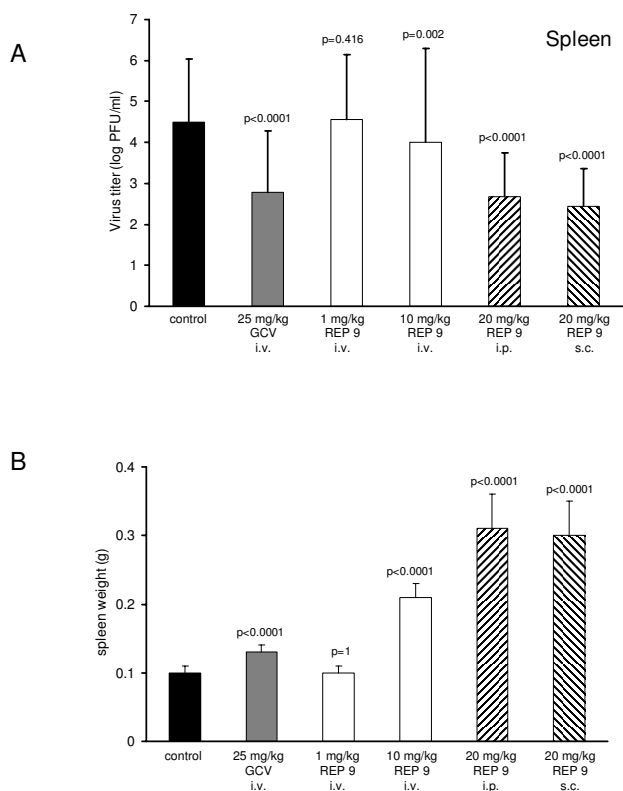 A
Spleen
Virus titer (log PFU/ml)
7
6
5
4
3
2
1
0
p<0.0001
p=0.416
p=0.002
p<0.0001
p<0.0001
control
25 mg/kg
GCV
i.v.
1 mg/kg
REP 9
i.v.
10 mg/kg
REP 9
i.v.
20 mg/kg
REP 9
i.p.
20 mg/kg
REP 9
s.c.
B
spleen weight (g)
0.4
0.3
0.2
0.1
0
p<0.0001
p=1
p<0.0001
p<0.0001
p<0.0001
control
25 mg/kg
GCV
i.v.
1 mg/kg
REP 9
i.v.
10 mg/kg
REP 9
i.v.
20 mg/kg
REP 9
i.p.
20 mg/kg
REP 9
s.c.